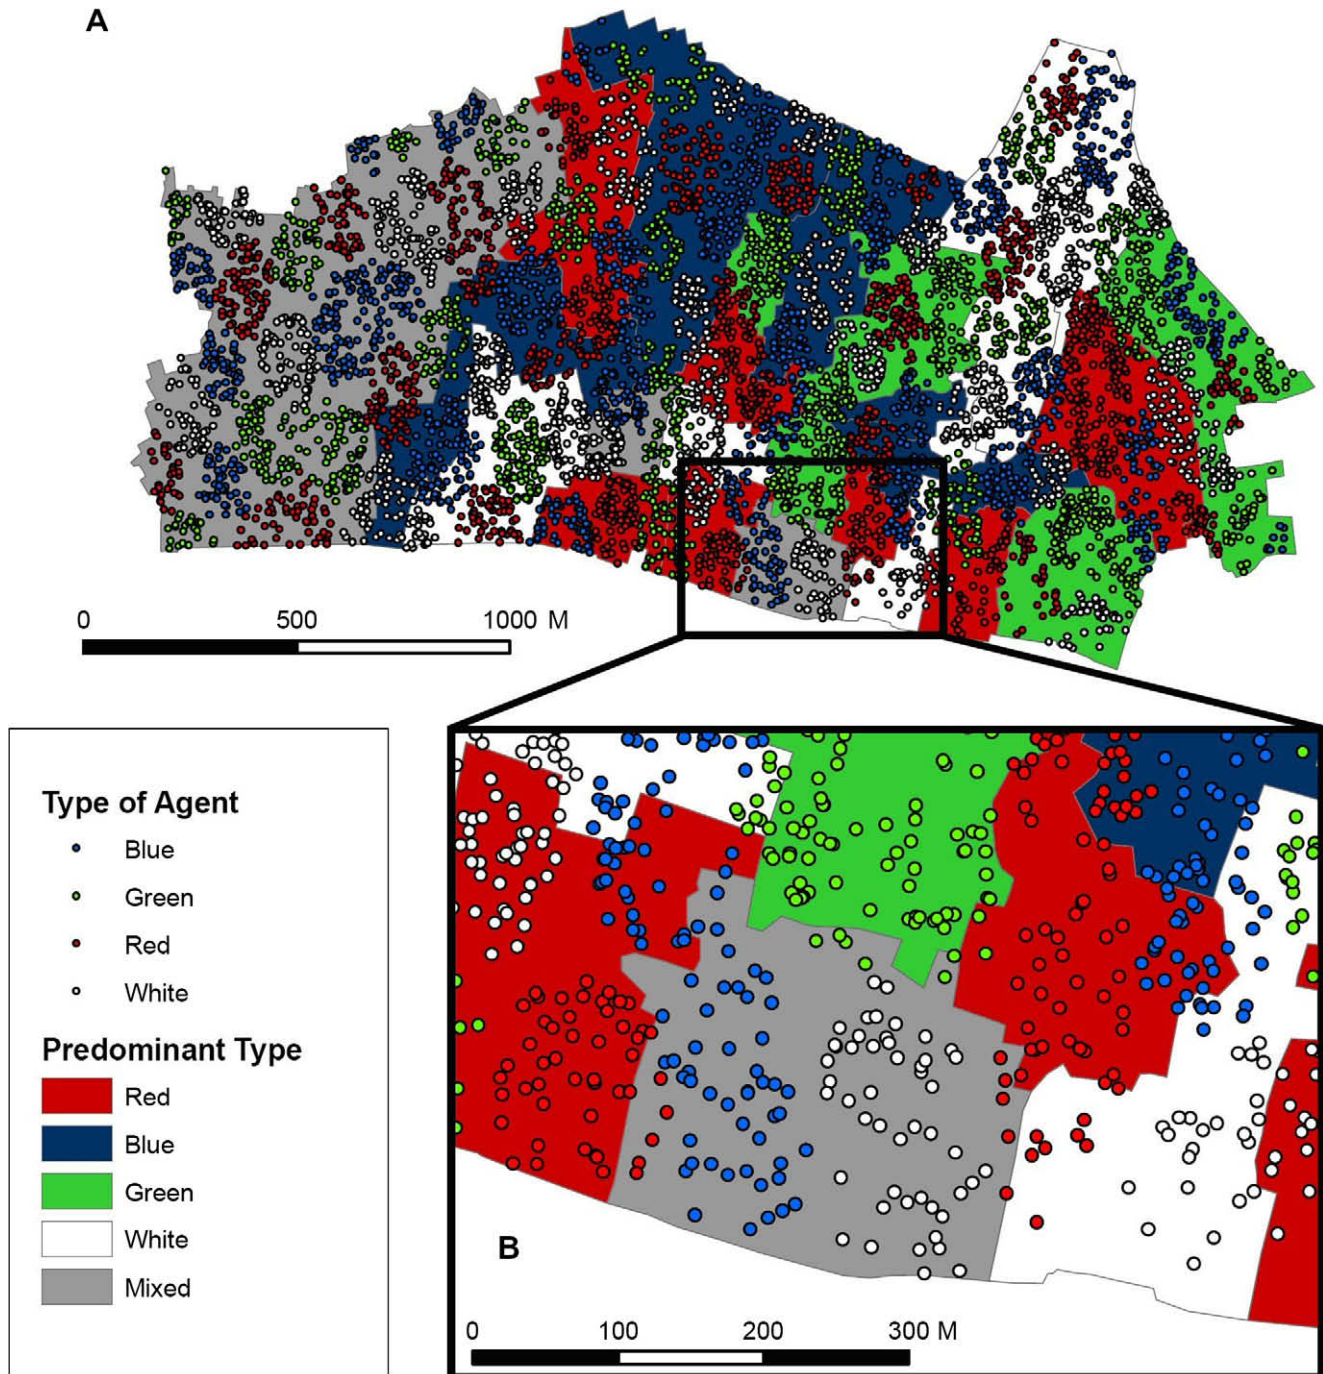 A
0 500 1000 M
Type of Agent
Blue
Green
Red
White
Predominant Type
Red
Blue
Green
White
Mixed
B
0 100 200 300 M